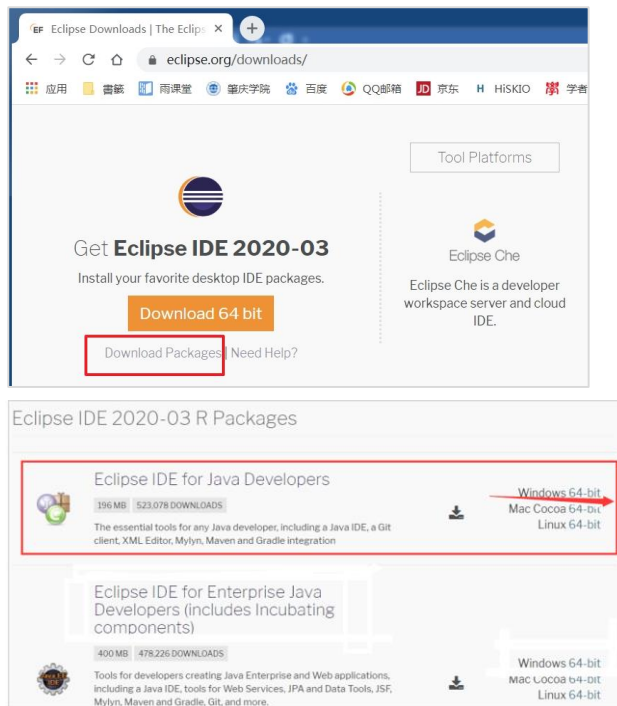 EF Eclipse Downloads | The Eclip
eclipse.org/downloads/
应用 書籤 雨课堂 肇庆学院 百度 QQ邮箱 JD 京东 H HiSKIO 学者
Tool Platforms
Get Eclipse IDE 2020-03
Install your favorite desktop IDE packages.
Download 64 bit
Download Packages | Need Help?
Eclipse Che
Eclipse Che is a developer
workspace server and cloud
IDE.
Eclipse IDE 2020-03 R Packages
Eclipse IDE for Java Developers
196 MB 523,078 DOWNLOADS
The essential tools for any Java developer, including a Java IDE, a Git
client, XML Editor, Mylyn, Maven and Gradle integration
Windows 64-bit
Mac Cocoa 64-bit
Linux 64-bit
Eclipse IDE for Enterprise Java
Developers (includes Incubating
components)
400 MB 478,226 DOWNLOADS
Tools for developers creating Java Enterprise and Web applications,
including a Java IDE, tools for Web Services, JPA and Data Tools, JSF,
Mylyn, Maven and Gradle, Git, and more.
Windows 64-bit
Mac Cocoa 64-bit
Linux 64-bit